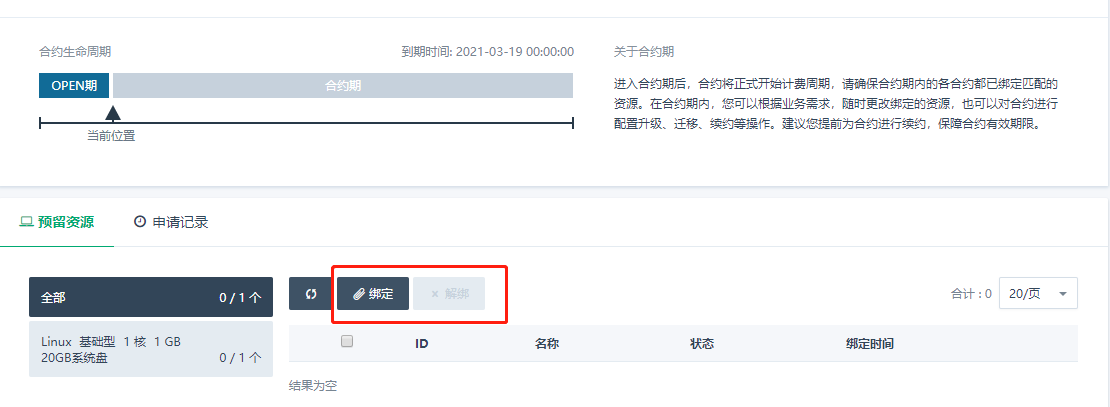 合约生命周期
到期时间: 2021-03-19 00:00:00
OPEN期
合约期
当前位置
关于合约期
进入合约期后，合约将正式开始计费周期，请确保合约期内的各合约都已绑定匹配的
资源。在合约期内，您可以根据业务需求，随时更改绑定的资源，也可以对合约进行
配置升级、迁移、续约等操作。建议您提前为合约进行续约，保障合约有效期限。
预留资源
申请记录
全部
0 / 1 个
Linux 基础型 1 核 1 GB
20GB系统盘
0 / 1 个
绑定
× 解绑
合计 : 0
20/页
ID
名称
状态
绑定时间
结果为空